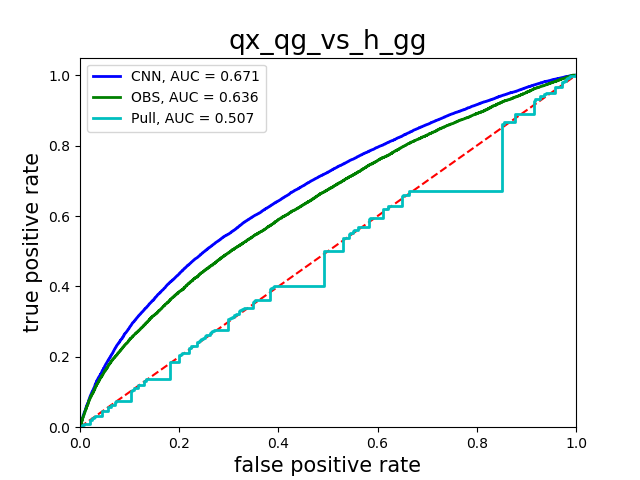 qx_qg_vs_h_gg
CNN, AUC = 0.671
OBS, AUC = 0.636
Pull, AUC = 0.507
true positive rate
1.0
0.8
0.6
0.4
0.2
0.0
0.0 0.2 0.4 0.6 0.8 1.0
false positive rate